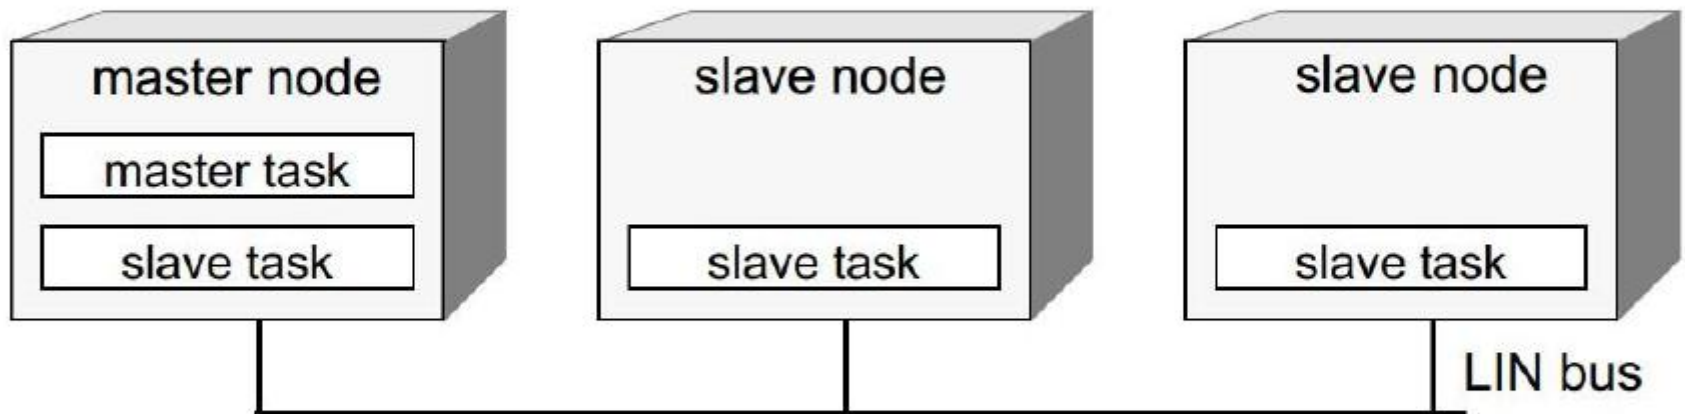 master node
master task
slave task
slave node
slave task
slave node
slave task
LIN bus